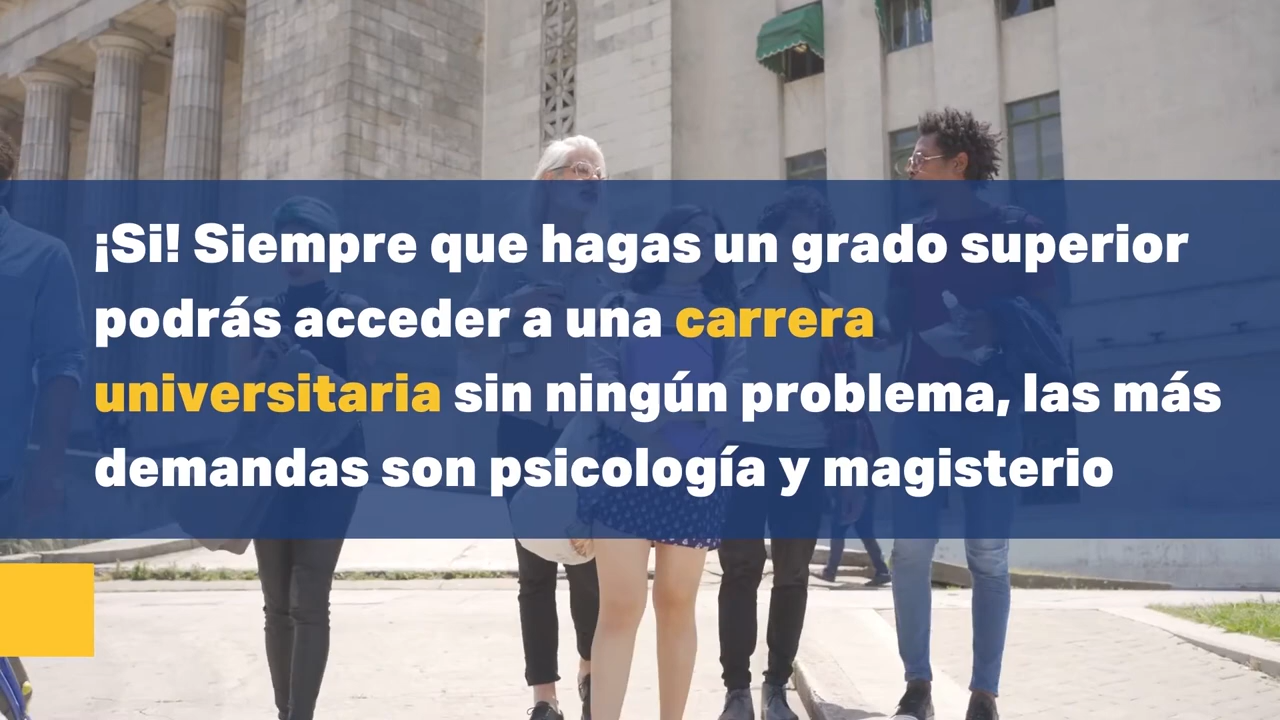 ¡Si! Siempre que hagas un grado superior
podrás acceder a una carrera
universitaria sin ningún problema, las más
demandas son psicología y magisterio